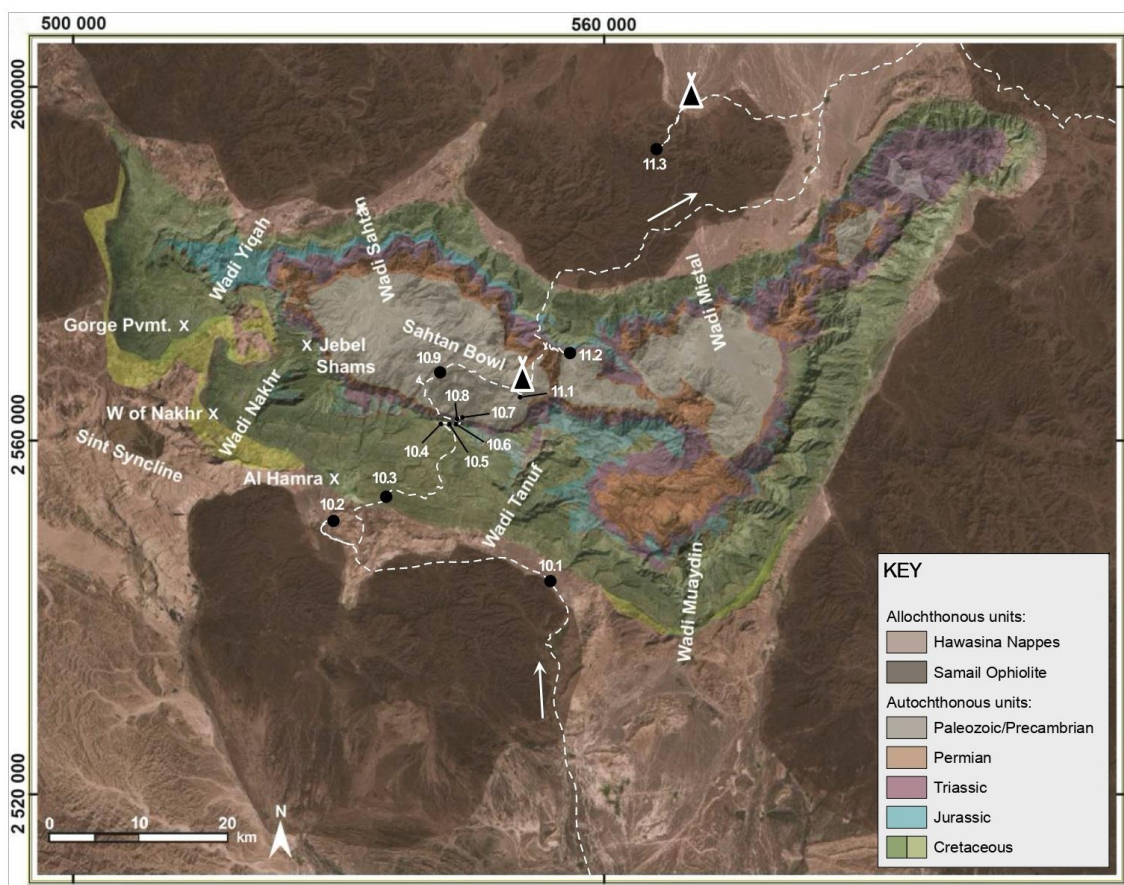 500 000
560 000
2600000
2 560 000
2 520 000
11.3
Wadi Yiqah
Wadi Sahtan
Wadi Mistal
Gorge Pvmt. X
X Jebel
Shams
Sahtan Bowl
10.9
11.2
10.8
11.1
10.7
W of Nakhr X
Wadi Nakhr
10.4
10.6
10.5
Sint Syncline
Al Hamra X
10.3
10.2
Wadi Tanuf
10.1
Wadi Muaydin
KEY
Allochthonous units:
Hawasina Nappes
Samail Ophiolite
Autochthonous units:
Paleozoic/Precambrian
Permian
Triassic
Jurassic
Cretaceous
0 10 20
km
N